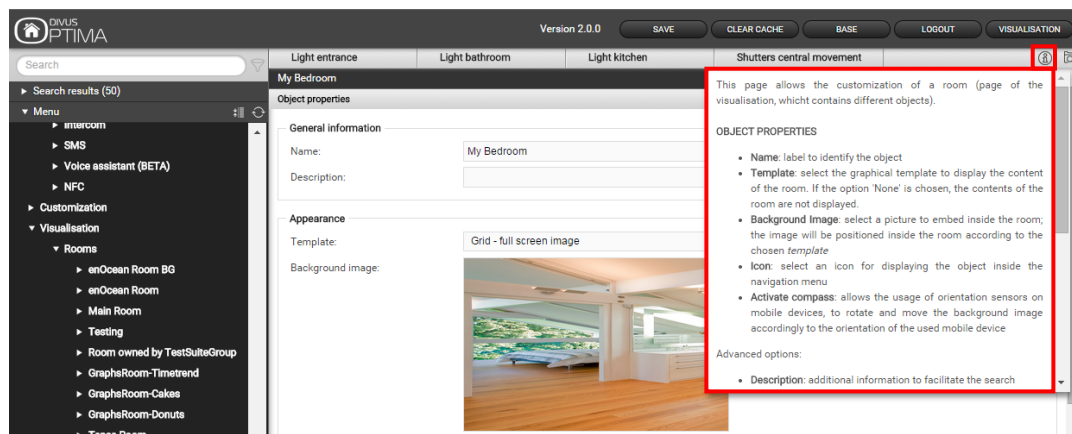 DIVUS
OPTIMA
Version 2.0.0
SAVE
CLEAR CACHE
BASE
LOGOUT
VISUALISATION
Search
Search results (50)
Menu
Intercom
SMS
Voice assistant (BETA)
NFC
Customization
Visualisation
Rooms
enOcean Room BG
enOcean Room
Main Room
Testing
Room owned by TestSuiteGroup
GraphsRoom-Timetrend
GraphsRoom-Cakes
GraphsRoom-Donuts
Light entrance
Light bathroom
Light kitchen
Shutters central movement
My Bedroom
Object properties
General information
Name:
My Bedroom
Description:
Appearance
Template:
Grid - full screen image
Background image:
This page allows the customization of a room (page of the
visualisation, whicht contains different objects).
OBJECT PROPERTIES
• Name: label to identify the object
• Template: select the graphical template to display the content
of the room. If the option 'None' is chosen, the contents of the
room are not displayed.
• Background Image: select a picture to embed inside the room;
the image will be positioned inside the room according to the
chosen template
• Icon: select an icon for displaying the object inside the
navigation menu
• Activate compass: allows the usage of orientation sensors on
mobile devices, to rotate and move the background image
accordingly to the orientation of the used mobile device
Advanced options:
• Description: additional information to facilitate the search